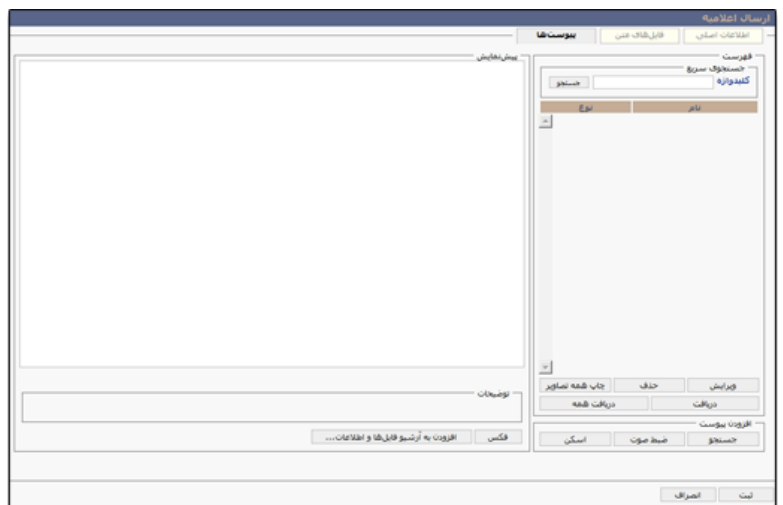 ارسال اعلامیه
اطلاعات اصلی
فایل‌های متن
پیوست‌ها
فهرست
جستجوی سریع
کلیدواژه
جستجو
نام
نوع
ویرایش
حذف
چاپ همه تصاویر
دریافت
دریافت همه
افزودن پیوست
جستجو
ضبط صوت
اسکن
پیش‌نمایش
توضیحات
فکس
افزودن به آرشیو فایل‌ها و اطلاعات...
ثبت
انصراف